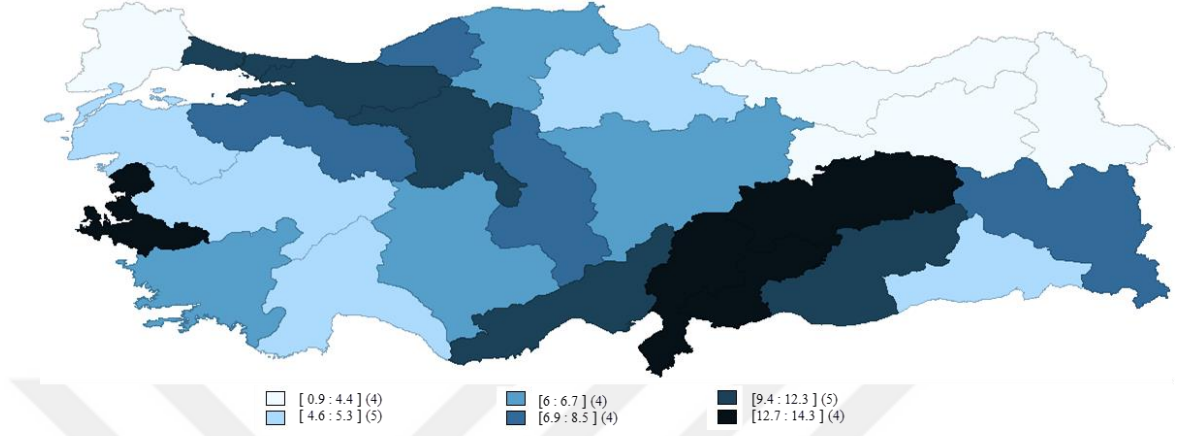 [ 0.9 : 4.4 ] (4)
[ 4.6 : 5.3 ] (5)
[6 : 6.7 ] (4)
[6.9 : 8.5 ] (4)
[9.4 : 12.3 ] (5)
[12.7 : 14.3 ] (4)